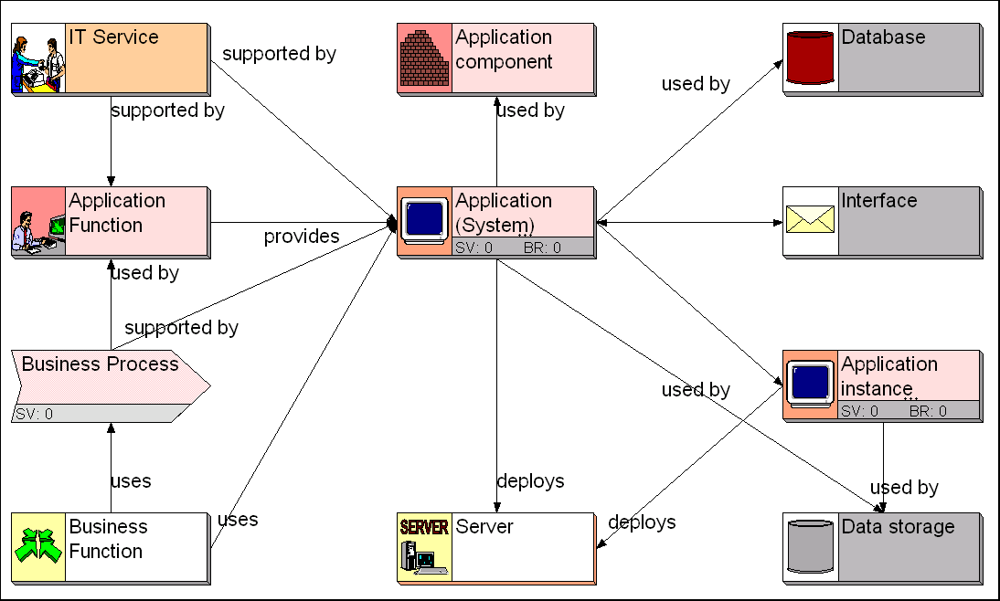 IT Service
supported by
Application
component
Database
used by
supported by
used by
Application
Function
provides
Application
(System)
...
SV: 0 BR: 0
Interface
used by
supported by
Business Process
SV: 0
used by
Application
instance
...
SV: 0 BR: 0
uses
deploys
used by
uses
deploys
Business
Function
SERVER
Server
Data storage